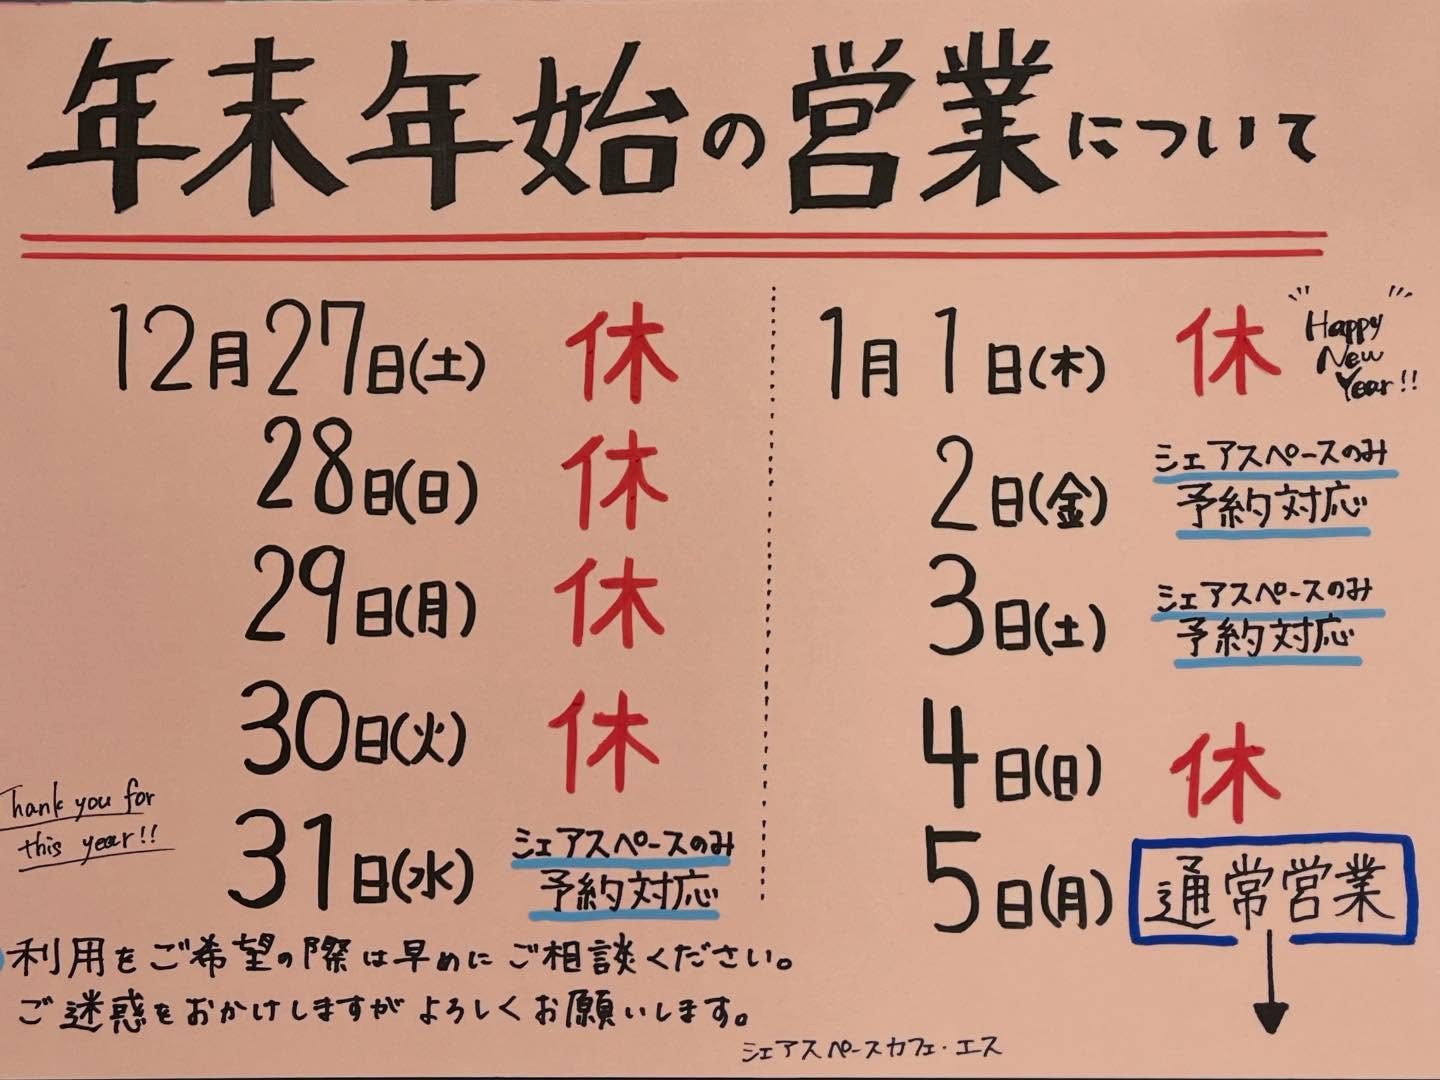 年末年始の営業について
12月27日(土) 休
28日(日) 休
29日(月) 休
30日(火) 休
31日(水) シェアスペースのみ
予約対応
Thank you for
this year!!
1月1日(木) 休
Happy
New
Year!!
2日(金) シェアスペースのみ
予約対応
3日(土) シェアスペースのみ
予約対応
4日(日) 休
5日(月) 通常営業
利用をご希望の際は早めにご相談ください。
ご迷惑をおかけしますがよろしくお願いします。
シェアスペースカフェ・エス